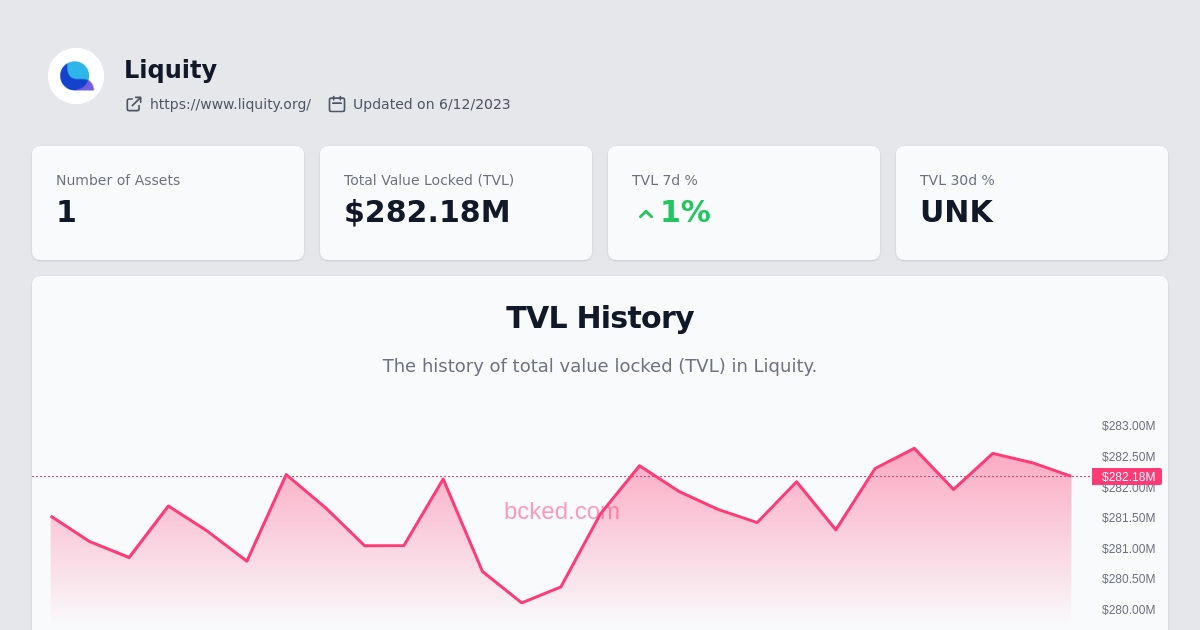 Liquity
https://www.liquity.org/ Updated on 6/12/2023
Number of Assets
1
Total Value Locked (TVL)
$282.18M
TVL 7d %
1%
TVL 30d %
UNK
TVL History
The history of total value locked (TVL) in Liquity.
$283.00M
$282.50M
$282.18M
$282.00M
bcked.com
$281.50M
$281.00M
$280.50M
$280.00M